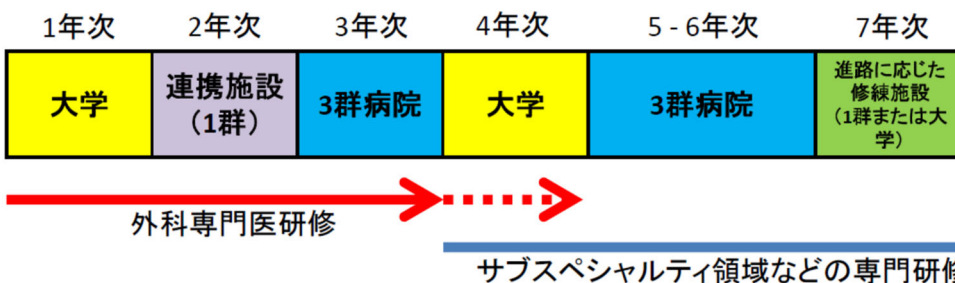 1年次 2年次 3年次 4年次 5 - 6年次 7年次
大学
連携施設
（1群）
3群病院
大学
3群病院
進路に応じた
修練施設
（1群または大
学）
外科専門医研修
サブスペシャルティ領域などの専門研修